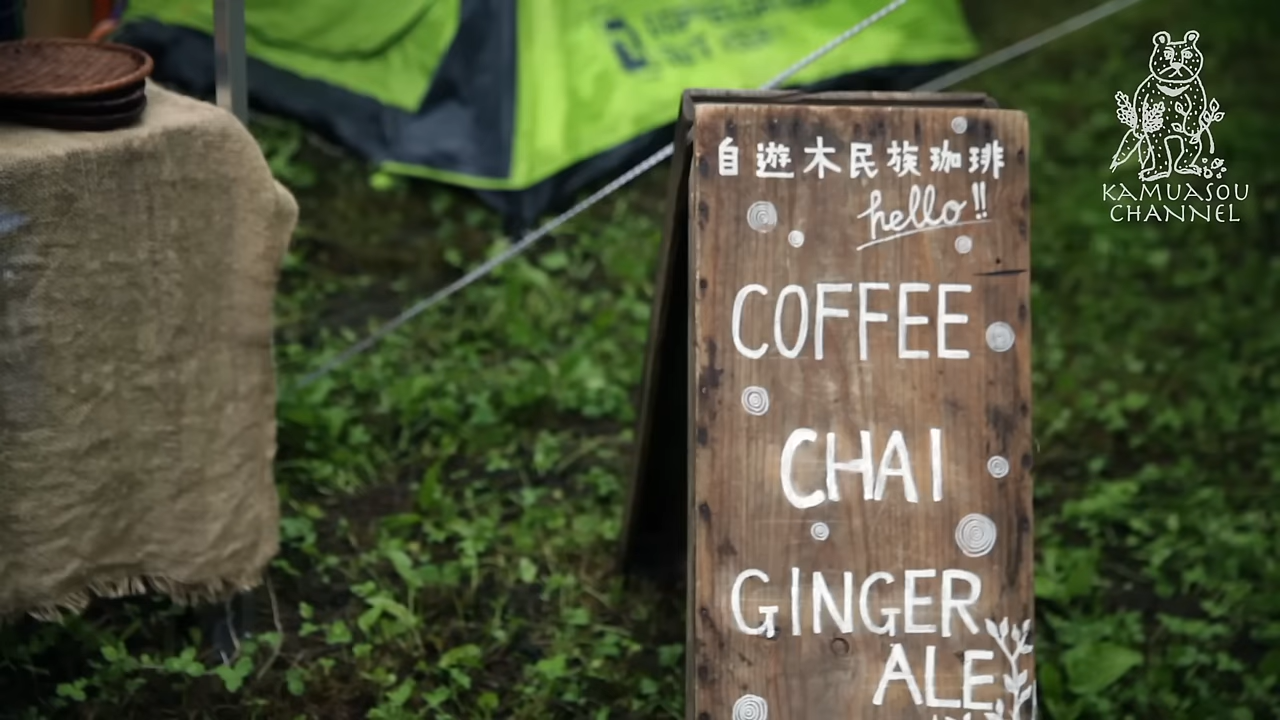 自遊木民族珈琲
hello!!
COFFEE
CHAI
GINGER
ALE
KAMUASOU
CHANNEL